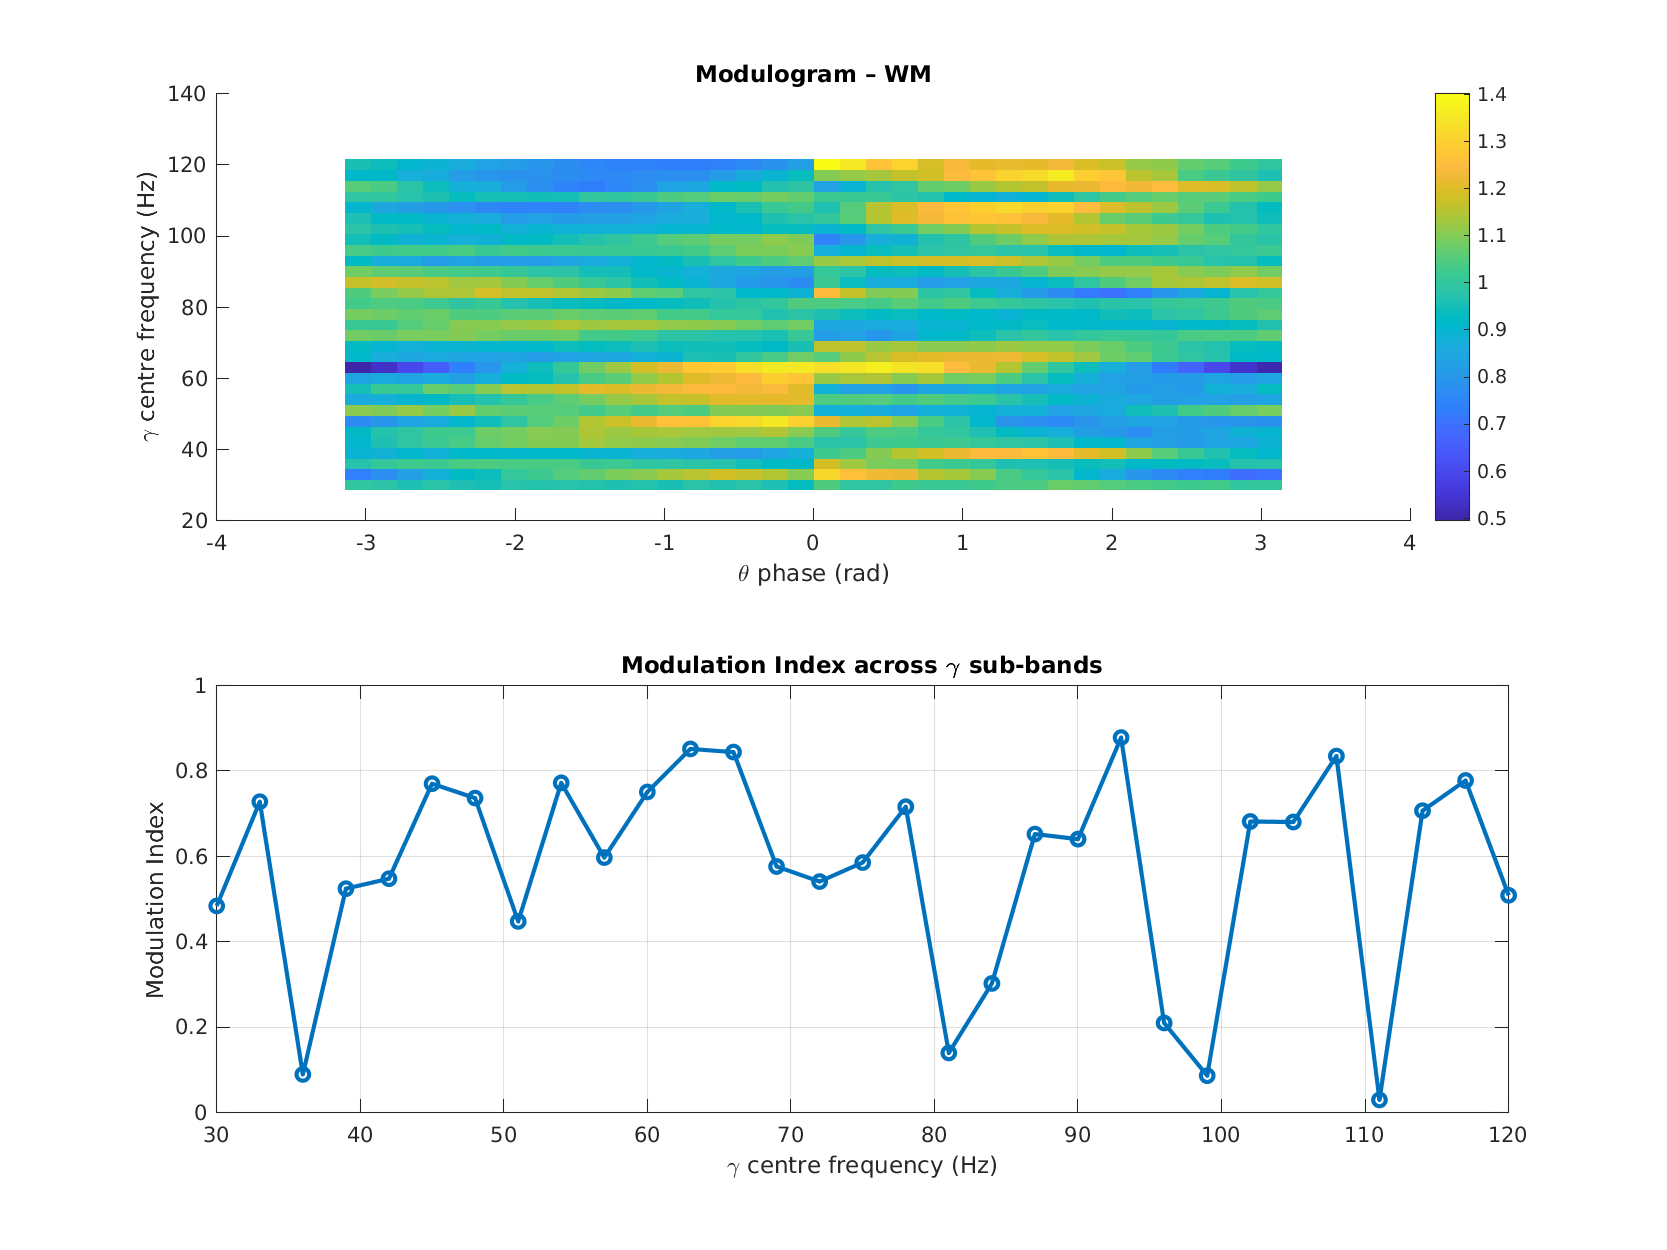 Modulogram – WM
140
120
100
80
60
40
20
γ centre frequency (Hz)
-4 -3 -2 -1 0 1 2 3 4
θ phase (rad)
1.4
1.3
1.2
1.1
1
0.9
0.8
0.7
0.6
0.5
Modulation Index across γ sub-bands
1
0.8
0.6
0.4
0.2
0
Modulation Index
30 40 50 60 70 80 90 100 110 120
γ centre frequency (Hz)